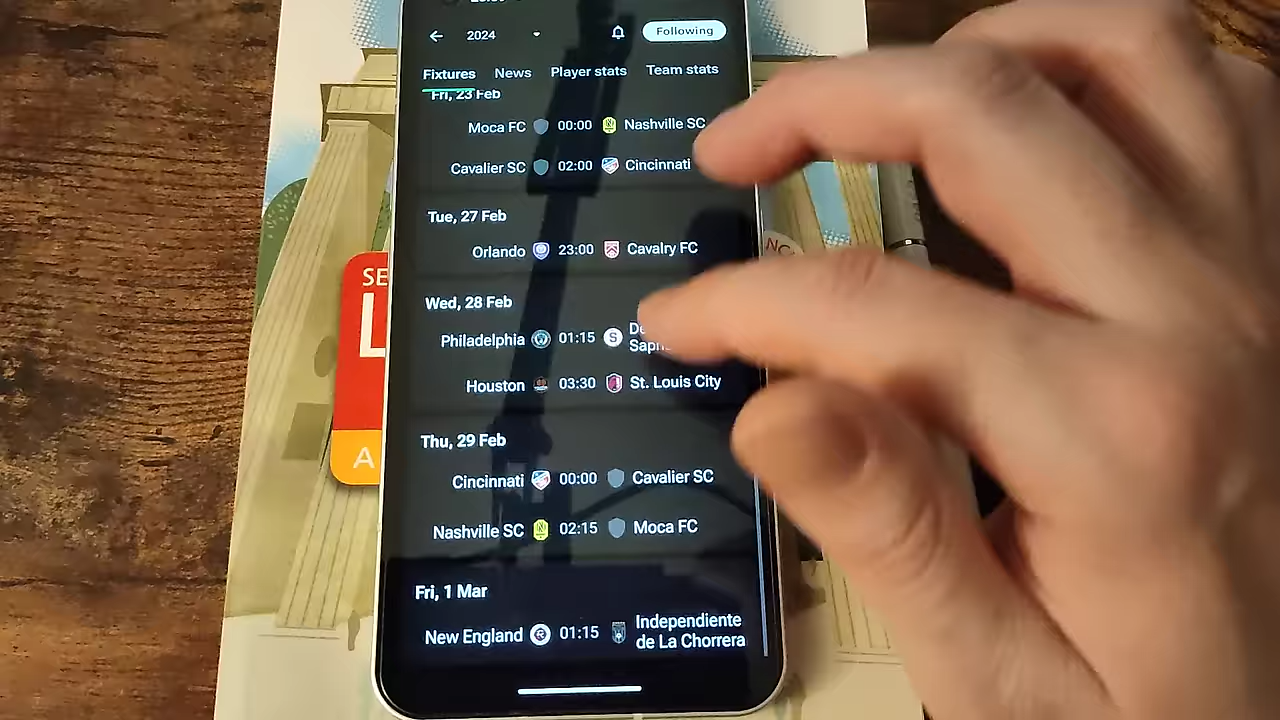 2024
Following
Fixtures News Player stats Team stats
Fri, 23 Feb
Moca FC 00:00 Nashville SC
Cavalier SC 02:00 Cincinnati
Tue, 27 Feb
Orlando 23:00 Cavalry FC
Wed, 28 Feb
Philadelphia 01:15
Houston 03:30 St. Louis City
Thu, 29 Feb
Cincinnati 00:00 Cavalier SC
Nashville SC 02:15 Moca FC
Fri, 1 Mar
New England 01:15 Independiente
de La Chorrera
SE
L
A